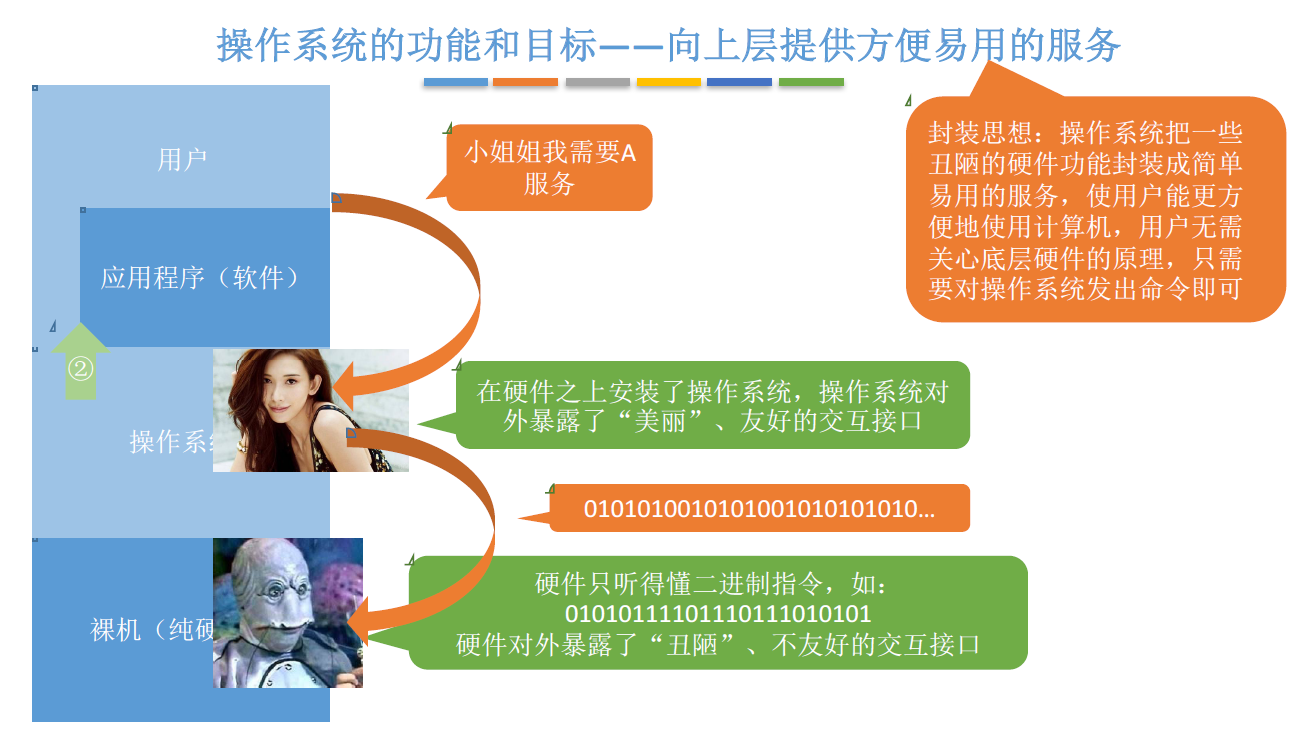 操作系统的功能和目标——向上层提供方便易用的服务
用户
小姐姐我需要A
服务
封装思想：操作系统把一些
丑陋的硬件功能封装成简单
易用的服务，使用户能更方
便地使用计算机，用户无需
关心底层硬件的原理，只需
要对操作系统发出命令即可
应用程序（软件）
②
在硬件之上安装了操作系统，操作系统对
外暴露了“美丽”、友好的交互接口
操作系
0101010010101001010101010…
硬件只听得懂二进制指令，如：
01010111101110111010101
硬件对外暴露了“丑陋”、不友好的交互接口
裸机（纯硬